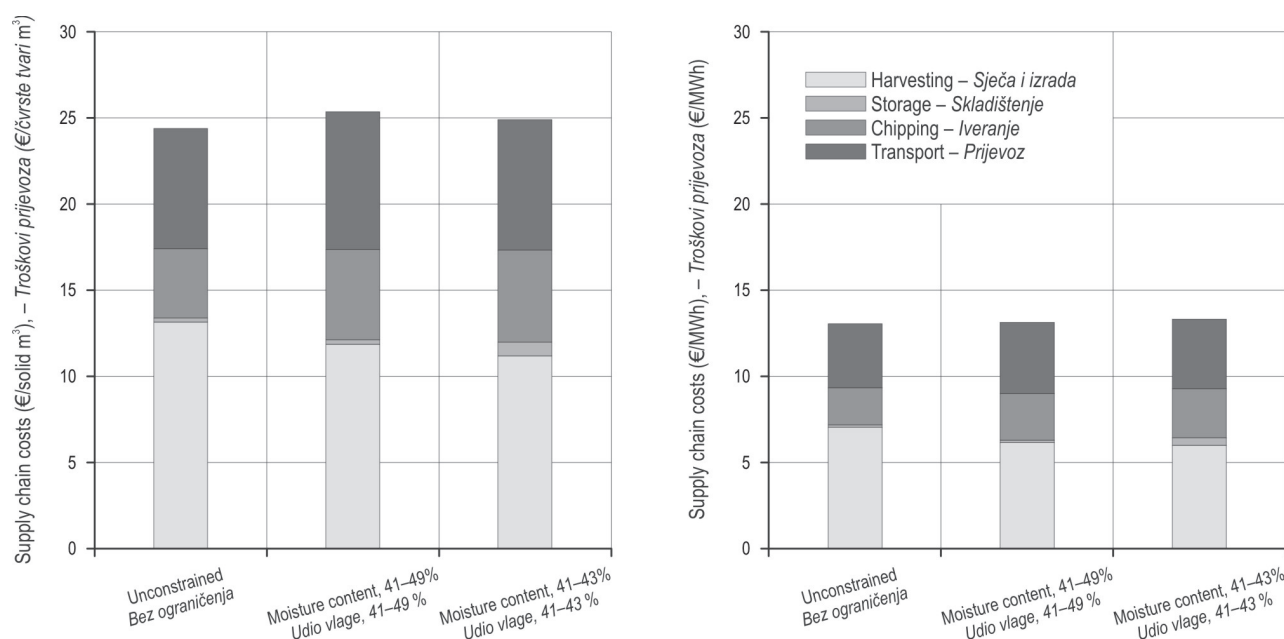 Supply chain costs (€/solid m³), – Troškovi prijevoza (€/čvrste tvari m³)
30
25
20
15
10
5
0
Unconstrained
Bez ograničenja
Moisture content, 41–49%
Udio vlage, 41–49 %
Moisture content, 41–43%
Udio vlage, 41–43 %
Supply chain costs (€/MWh), – Troškovi prijevoza (€/MWh)
30
25
20
15
10
5
0
Harvesting – Sječa i izrada
Storage – Skladištenje
Chipping – Iveranje
Transport – Prijevoz
Unconstrained
Bez ograničenja
Moisture content, 41–49%
Udio vlage, 41–49 %
Moisture content, 41–43%
Udio vlage, 41–43 %